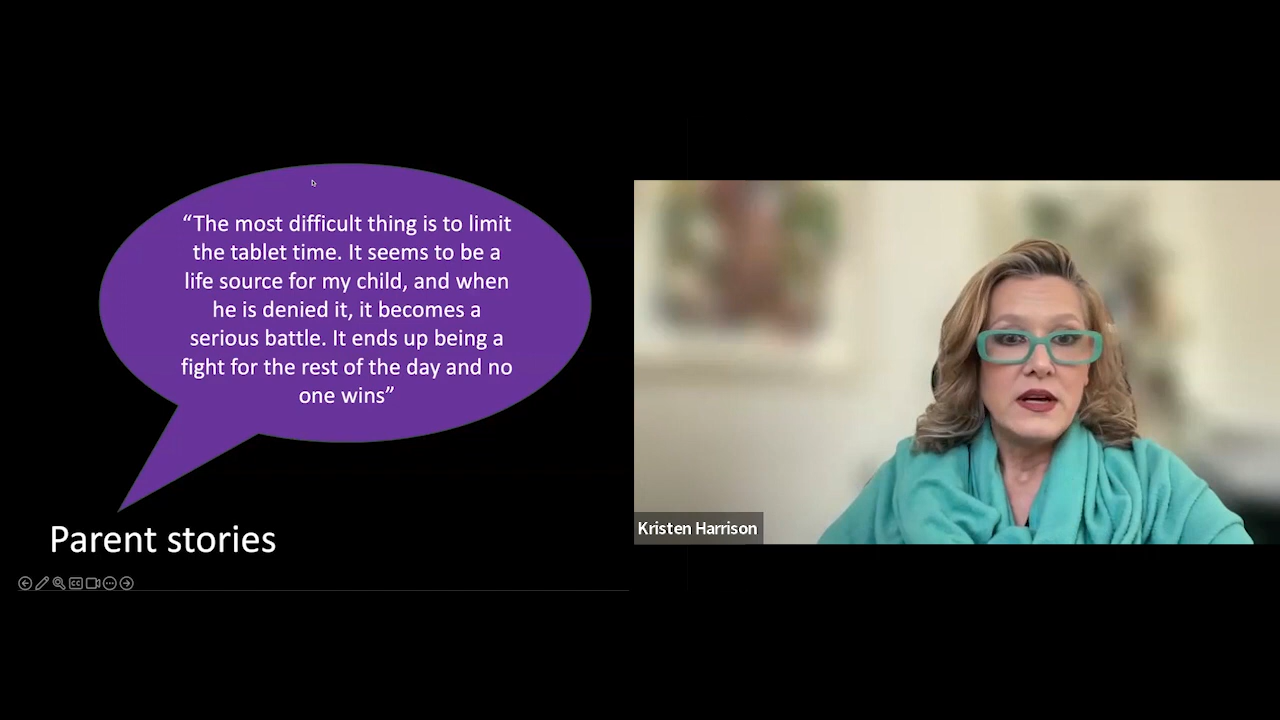 “The most difficult thing is to limit
the tablet time. It seems to be a
life source for my child, and when
he is denied it, it becomes a
serious battle. It ends up being a
fight for the rest of the day and no
one wins”
Parent stories
Kristen Harrison